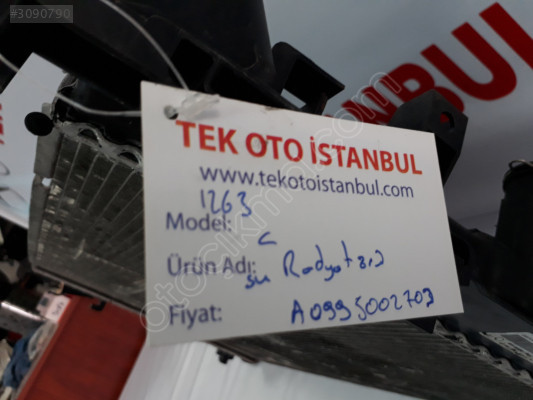 #3090790
TEK OTO İSTANBUL
www.tekotoistanbul.com
1263
Model:
C
Ürün Adı: su Radyatörü
Fiyat: A0995002703
BUL